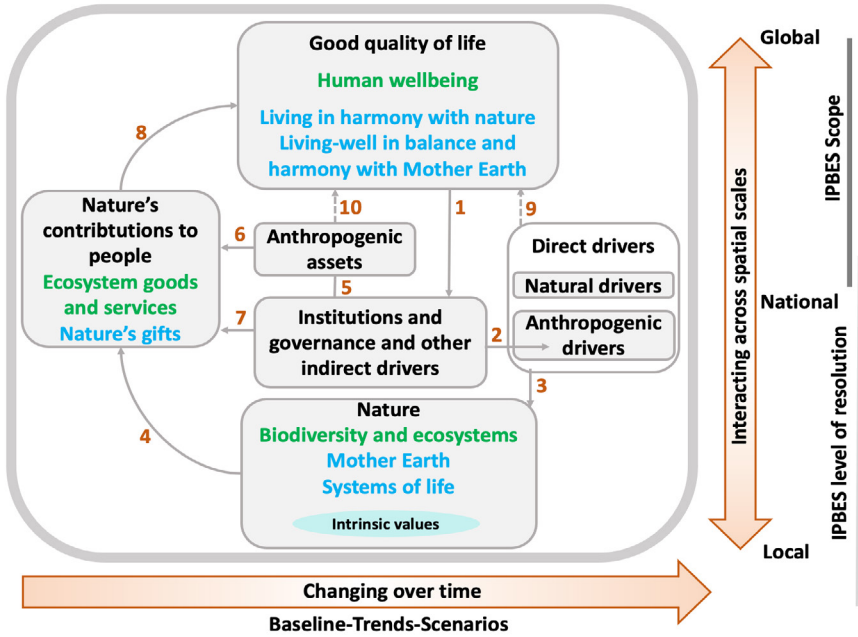 Good quality of life
Human wellbeing
Living in harmony with nature
Living-well in balance and
harmony with Mother Earth
8
10
1
9
Nature's
contribtutions to
people
Ecosystem goods
and services
Nature's gifts
6
Anthropogenic
assets
5
7
Institutions and
governance and other
indirect drivers
2
Direct drivers
Natural drivers
Anthropogenic
drivers
3
4
Nature
Biodiversity and ecosystems
Mother Earth
Systems of life
Intrinsic values
Global
National
Local
Interacting across spatial scales
IPBES Scope
IPBES level of resolution
Changing over time
Baseline-Trends-Scenarios